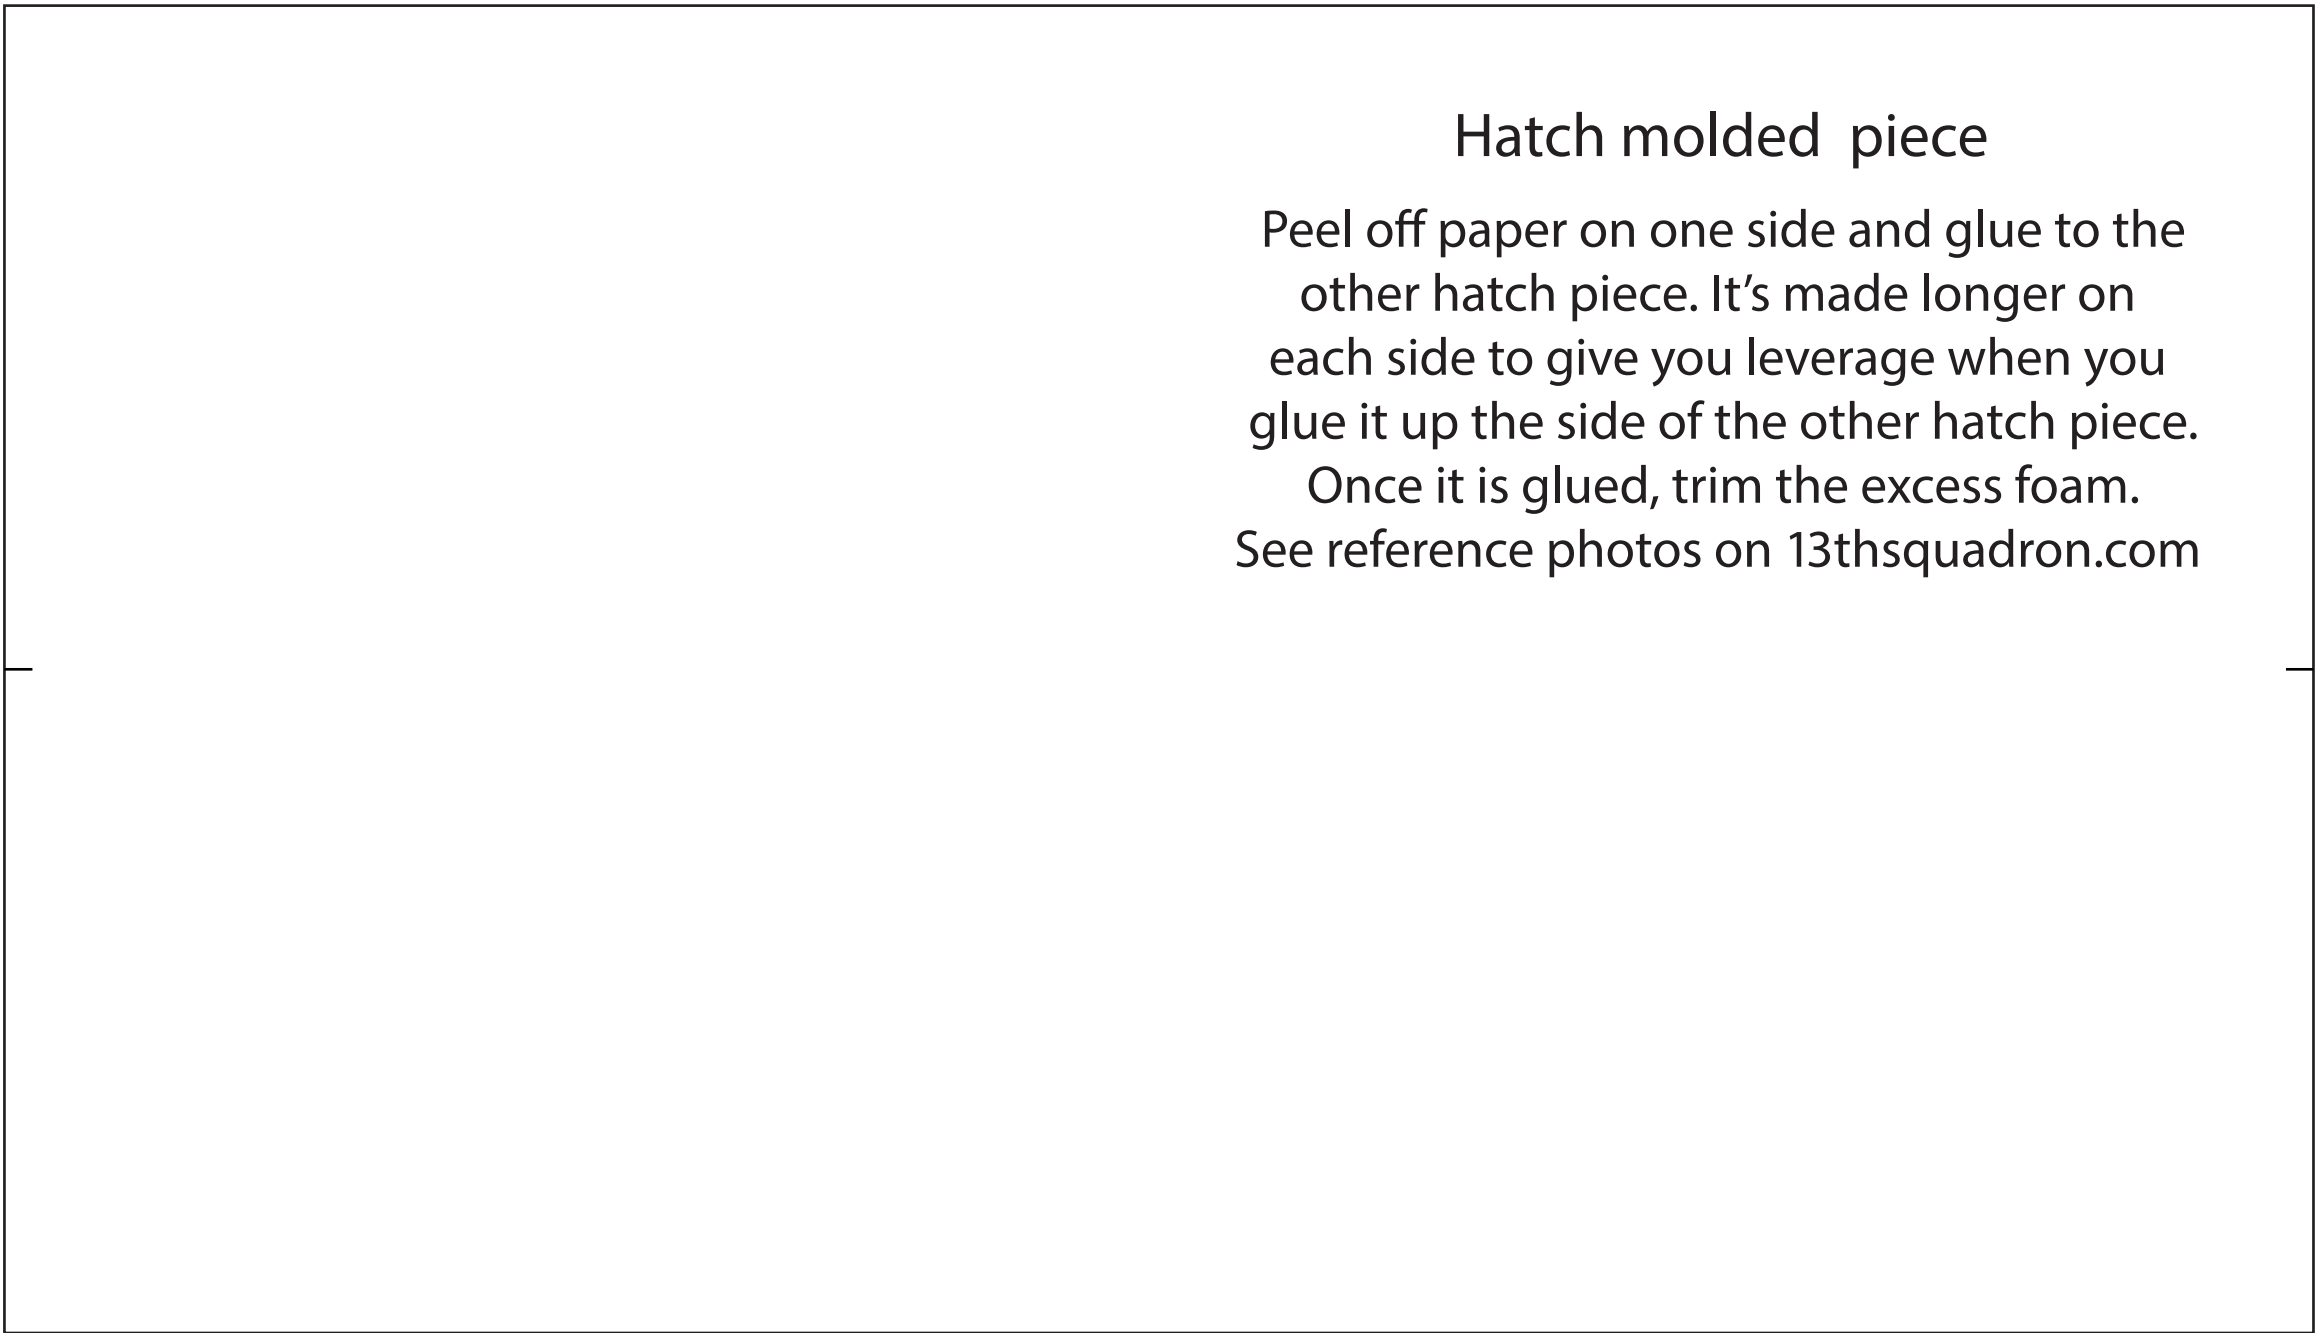 Hatch molded  piece
Peel off paper on one side and glue to the
other hatch piece. It’s made longer on
each side to give you leverage when you
glue it up the side of the other hatch piece.
Once it is glued, trim the excess foam.
See reference photos on 13thsquadron.com